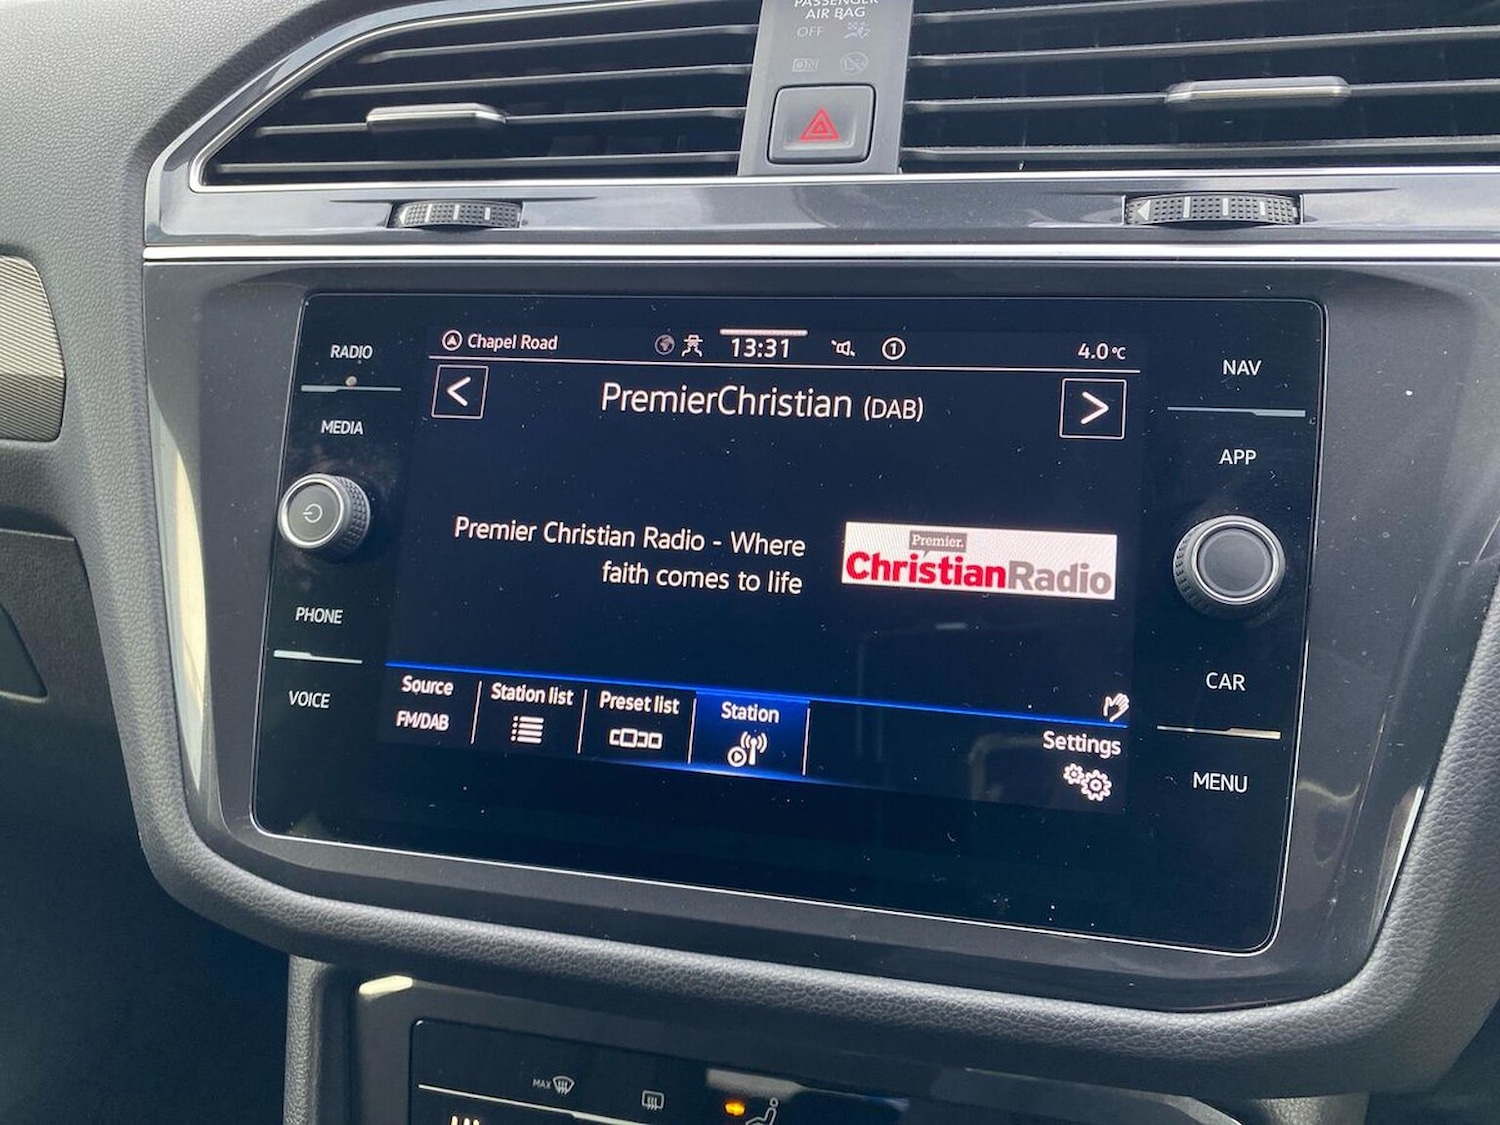 PASSENGER
AIR BAG
OFF
ON
RADIO
MEDIA
PHONE
VOICE
Chapel Road
13:31
1
4.0°C
<
PremierChristian (DAB)
>
Premier Christian Radio - Where
faith comes to life
Premier.
ChristianRadio
Source
FM/DAB
Station list
Preset list
Station
Settings
NAV
APP
CAR
MENU
MAX